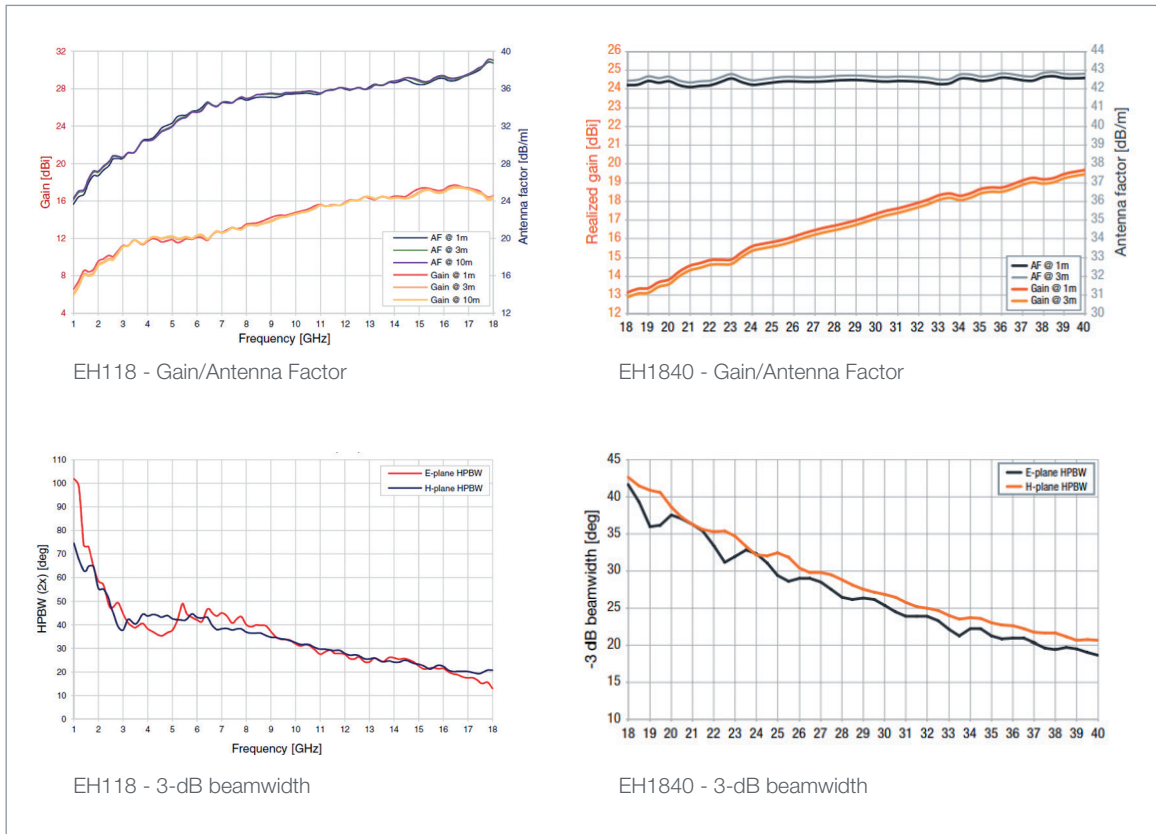 32
28
24
20
16
12
8
4
Gain [dBi]
40
36
32
28
24
20
16
12
Antenna factor [dB/m]
AF @ 1m
AF @ 3m
AF @ 10m
Gain @ 1m
Gain @ 3m
Gain @ 10m
1 2 3 4 5 6 7 8 9 10 11 12 13 14 15 16 17 18
Frequency [GHz]
EH118 - Gain/Antenna Factor
26
25
24
23
22
21
20
19
18
17
16
15
14
13
12
Realized gain [dBi]
44
43
42
41
40
39
38
37
36
35
34
33
32
31
30
Antenna factor [dB/m]
AF @ 1m
AF @ 3m
Gain @ 1m
Gain @ 3m
18 19 20 21 22 23 24 25 26 27 28 29 30 31 32 33 34 35 36 37 38 39 40
EH1840 - Gain/Antenna Factor
110
100
90
80
70
60
50
40
30
20
10
0
HPBW (2x) [deg]
E-plane HPBW
H-plane HPBW
1 2 3 4 5 6 7 8 9 10 11 12 13 14 15 16 17 18
Frequency [GHz]
EH118 - 3-dB beamwidth
45
40
35
30
25
20
15
10
-3 dB beamwidth [deg]
E-plane HPBW
H-plane HPBW
18 19 20 21 22 23 24 25 26 27 28 29 30 31 32 33 34 35 36 37 38 39 40
EH1840 - 3-dB beamwidth